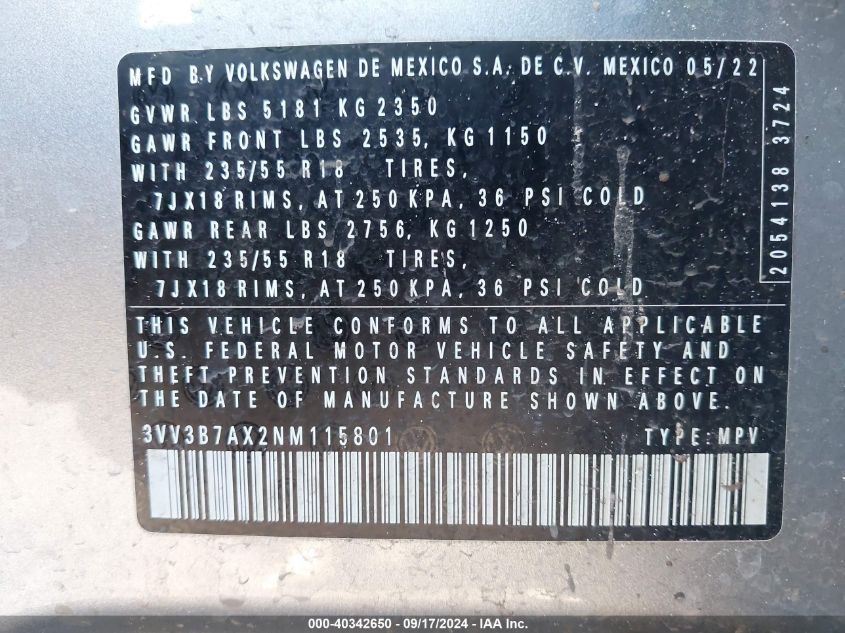 MFD BY VOLKSWAGEN DE MEXICO S.A. DE C.V. MEXICO 05/22
GVWR LBS 5181 KG 2350
GAWR FRONT LBS 2535, KG 1150
WITH 235/55 R18 TIRES,
7JX18 RIMS, AT 250 KPA, 36 PSI COLD
GAWR REAR LBS 2756, KG 1250
WITH 235/55 R18 TIRES,
7JX18 RIMS, AT 250 KPA, 36 PSI COLD
2054138 3724
THIS VEHICLE CONFORMS TO ALL APPLICABLE
U.S. FEDERAL MOTOR VEHICLE SAFETY AND
THEFT PREVENTION STANDARDS IN EFFECT ON
THE DATE OF MANUFACTURE SHOWN ABOVE.
3VV3B7AX2NM115801 TYPE: MPV
000-40342650 - 09/17/2024 - IAAI.com